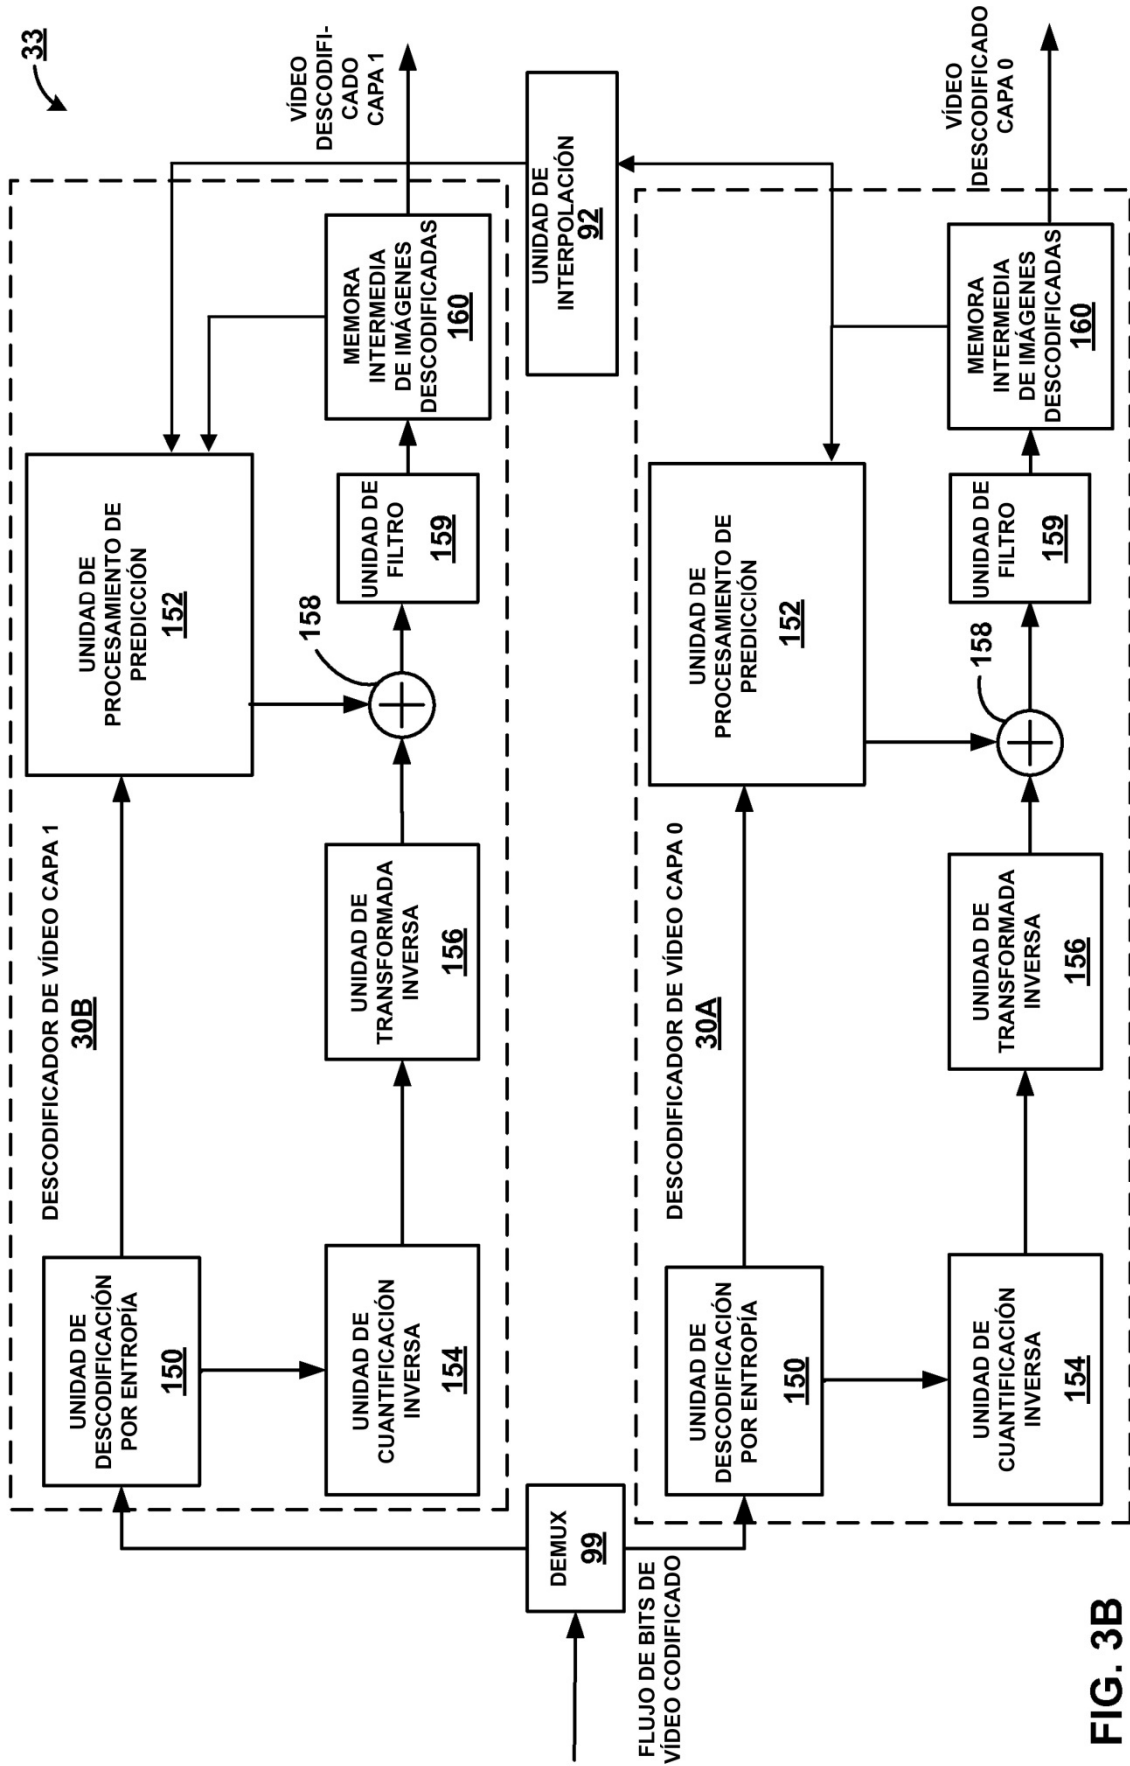 33
DESCODIFICADOR DE VÍDEO CAPA 1
30B
UNIDAD DE
DESCODIFICACIÓN
POR ENTROPÍA
150
UNIDAD DE
PROCESAMIENTO DE
PREDICCIÓN
152
UNIDAD DE
CUANTIFICACIÓN
INVERSA
154
UNIDAD DE
TRANSFORMADA
INVERSA
156
158
UNIDAD DE
FILTRO
159
MEMORA
INTERMEDIA
DE IMÁGENES
DESCODIFICADAS
160
VÍDEO
DESCODIFI-
CADO
CAPA 1
DEMUX
99
FLUJO DE BITS DE
VÍDEO CODIFICADO
UNIDAD DE
INTERPOLACIÓN
92
DESCODIFICADOR DE VÍDEO CAPA 0
30A
UNIDAD DE
DESCODIFICACIÓN
POR ENTROPÍA
150
UNIDAD DE
PROCESAMIENTO DE
PREDICCIÓN
152
UNIDAD DE
CUANTIFICACIÓN
INVERSA
154
UNIDAD DE
TRANSFORMADA
INVERSA
156
158
UNIDAD DE
FILTRO
159
MEMORA
INTERMEDIA
DE IMÁGENES
DESCODIFICADAS
160
VÍDEO
DESCODIFICADO
CAPA 0
FIG. 3B